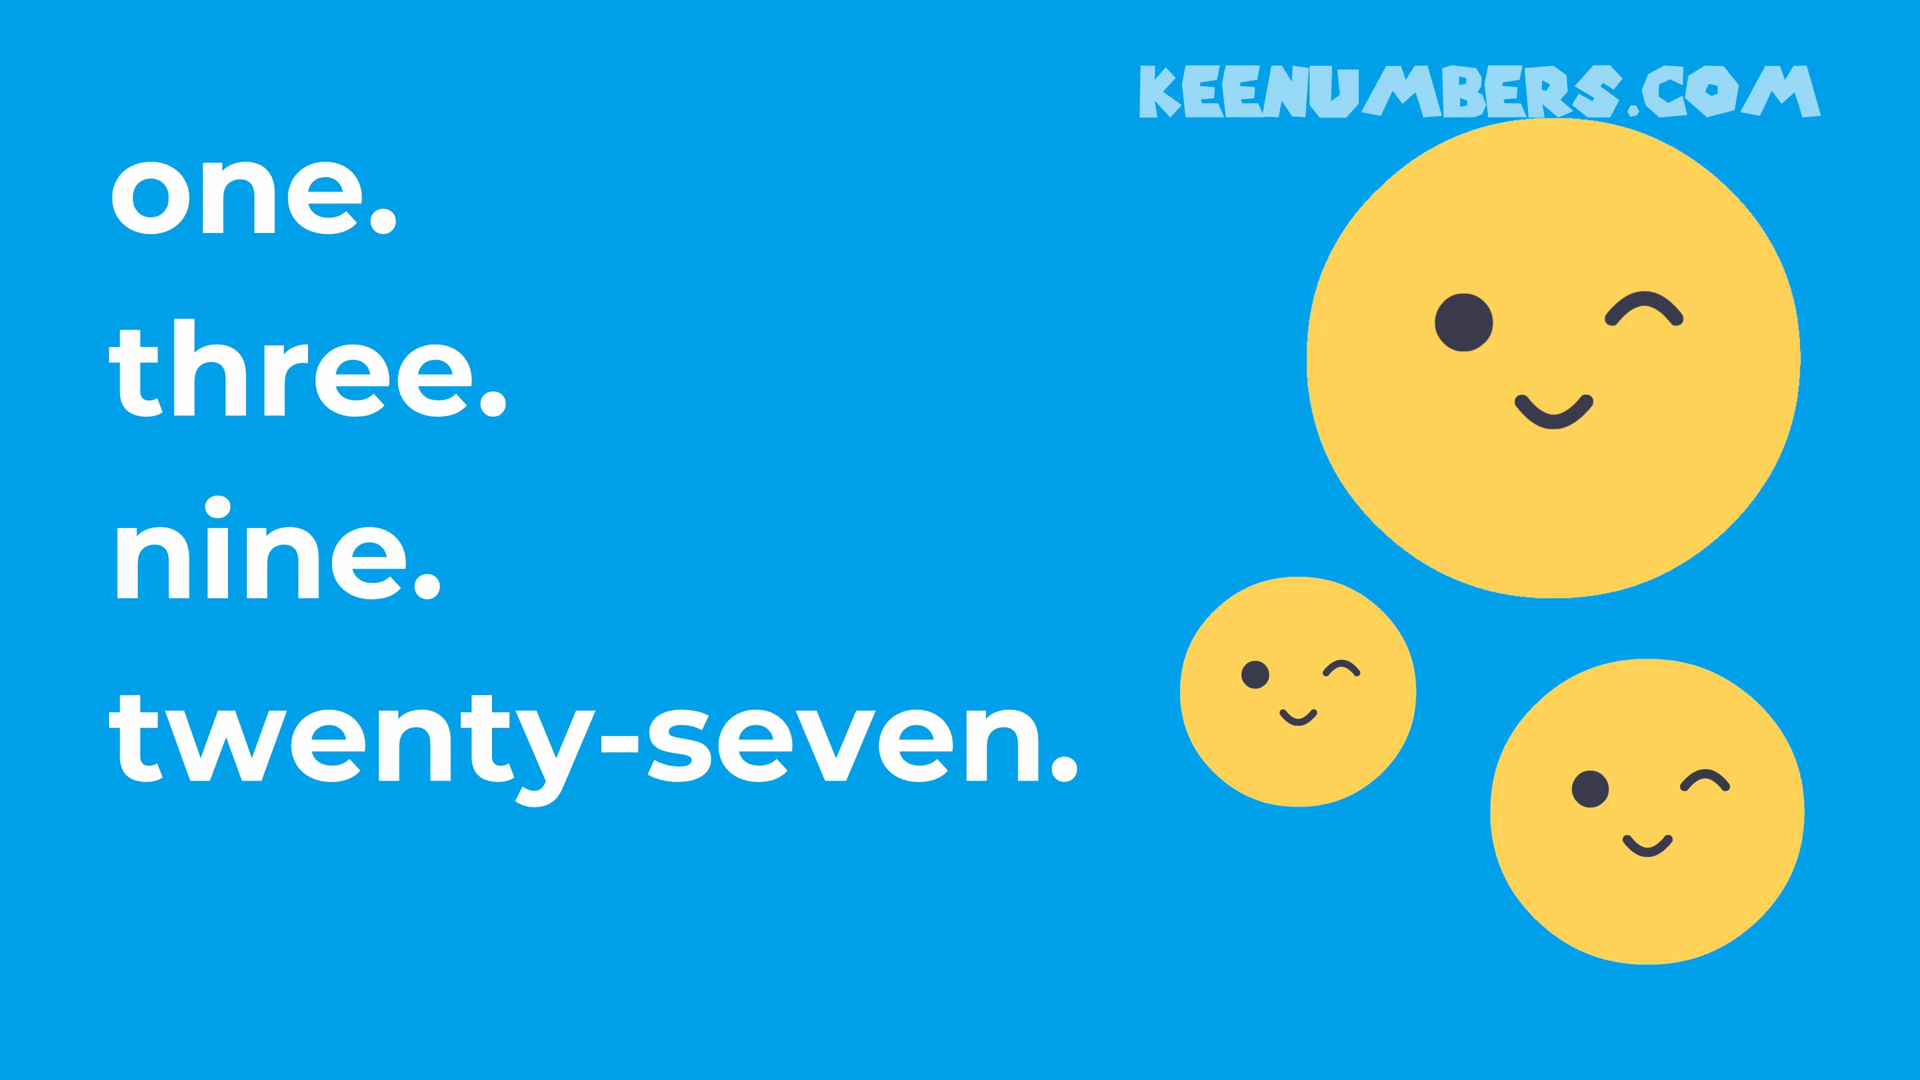 KEENUMBERS.COM
one.
three.
nine.
twenty-seven.